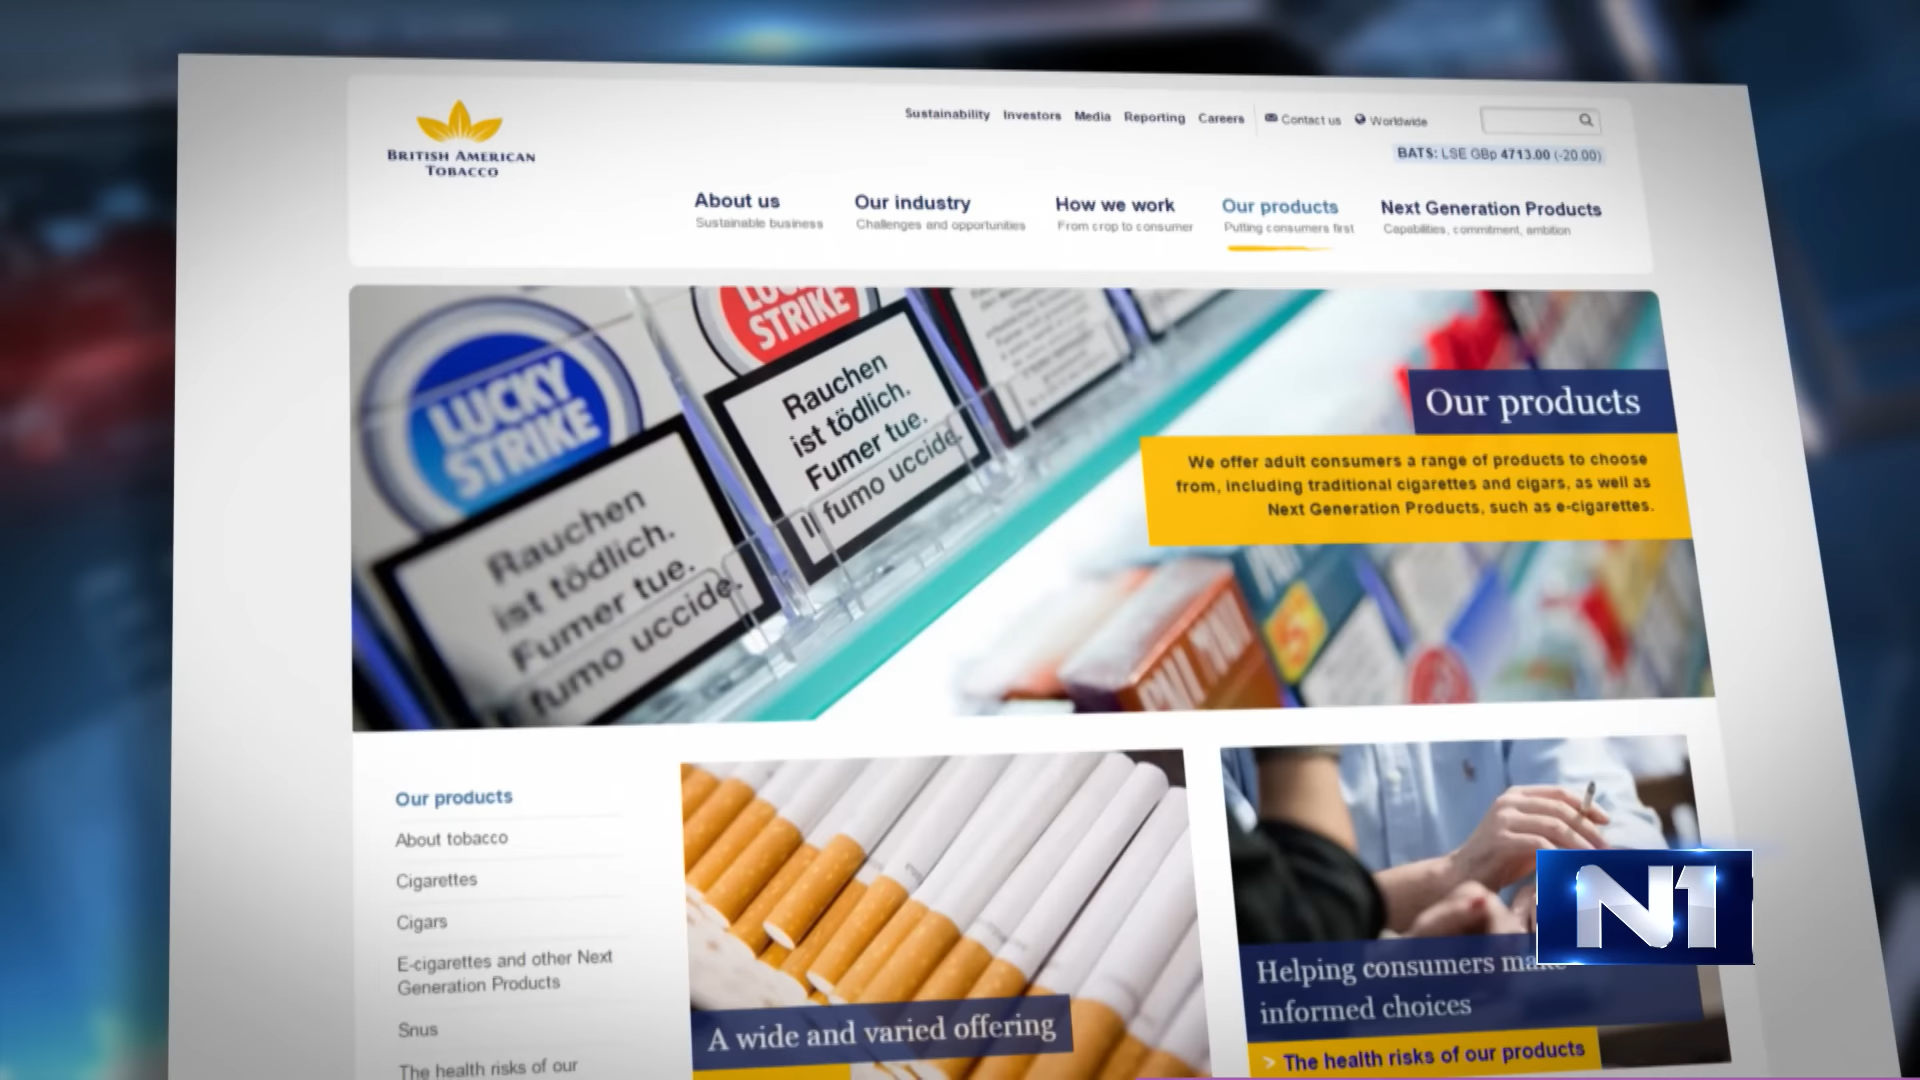 BRITISH AMERICAN
TOBACCO
Sustainability Investors Media Reporting Careers Contact us Worldwide
BATS: LSE GBp 4713.00 (-20.00)
About us
Sustainable business
Our industry
Challenges and opportunities
How we work
From crop to consumer
Our products
Putting consumers first
Next Generation Products
Capabilities, commitment, ambition
LUCKY
STRIKE
Rauchen
ist tödlich.
Fumer tue.
fumo uccide.
STRIKE
Rauchen
ist tödlich.
Fumer tue.
Il fumo uccide.
Our products
We offer adult consumers a range of products to choose
from, including traditional cigarettes and cigars, as well as
Next Generation Products, such as e-cigarettes.
Our products
About tobacco
Cigarettes
Cigars
E-cigarettes and other Next
Generation Products
Snus
The health risks of our
A wide and varied offering
Helping consumers make
informed choices
> The health risks of our products
N1